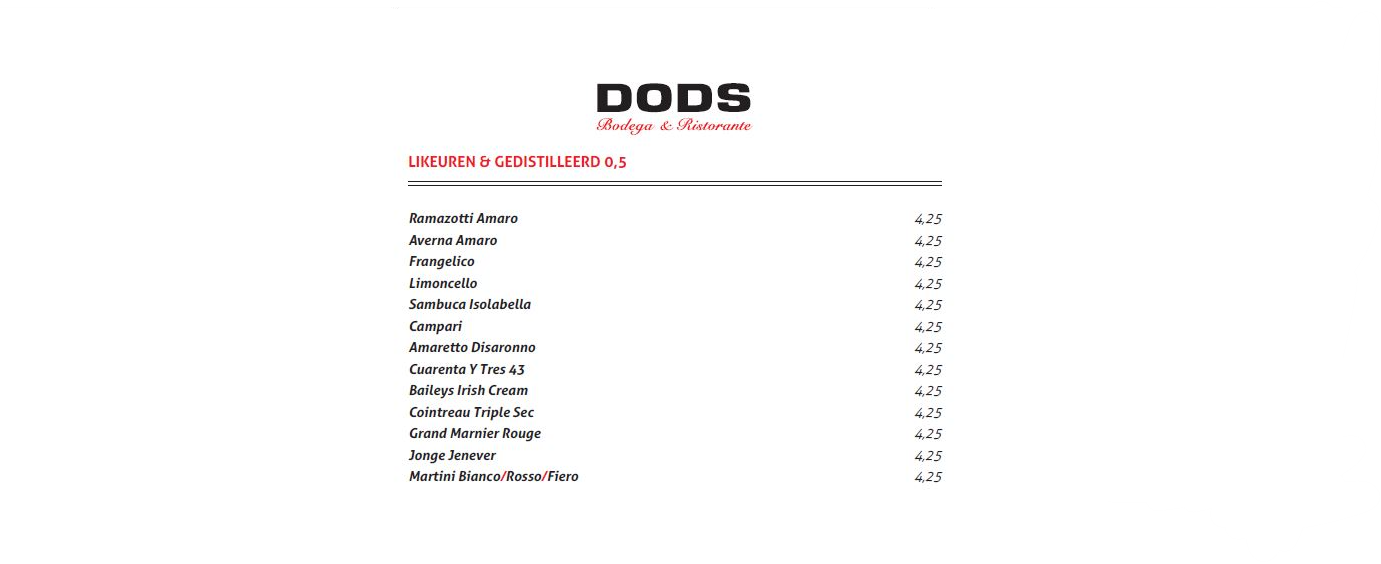 DODS
Bodega & Ristorante
LIKEUREN & GEDISTILLEERD 0,5
Ramazotti Amaro 4,25
Averna Amaro 4,25
Frangelico 4,25
Limoncello 4,25
Sambuca Isolabella 4,25
Campari 4,25
Amaretto Disaronno 4,25
Cuarenta Y Tres 43 4,25
Baileys Irish Cream 4,25
Cointreau Triple Sec 4,25
Grand Marnier Rouge 4,25
Jonge Jenever 4,25
Martini Bianco/Rosso/Fiero 4,25